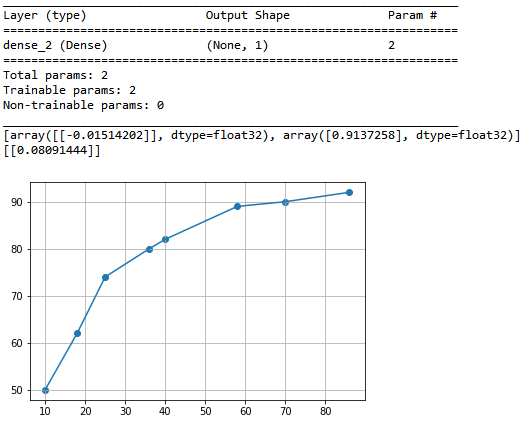 Layer (type) Output Shape Param #
dense_2 (Dense) (None, 1) 2
Total params: 2
Trainable params: 2
Non-trainable params: 0
[array([[-0.01514202]], dtype=float32), array([0.9137258], dtype=float32)]
[[0.08091444]]
90
80
70
60
50
10 20 30 40 50 60 70 80